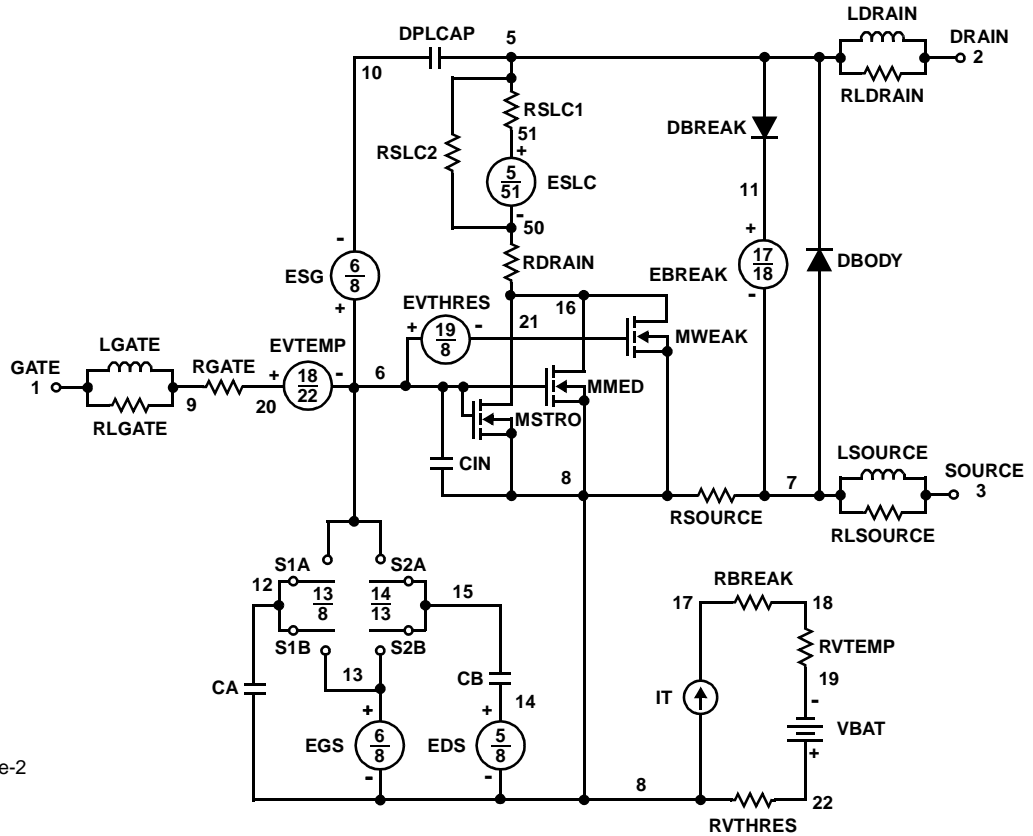 LDRAIN
DPLCAP
5
DRAIN
2
10
RLDRAIN
RSLC1
51
DBREAK
RSLC2
+
5
51
ESLC
11
-
50
-
+
RDRAIN
17
18
DBODY
ESG
6
8
EBREAK
+
EVTHRES
16
-
+
19
8
-
21
MWEAK
LGATE
EVTEMP
GATE
1
RGATE
+
18
22
-
6
MMED
9
20
MSTRO
RLGATE
LSOURCE
CIN
8
7
SOURCE
3
RSOURCE
RLSOURCE
S1A
S2A
RBREAK
12
13
8
14
13
15
17
18
S1B
S2B
RVTEMP
13
CB
19
CA
14
IT
-
+
+
VBAT
EGS
6
8
EDS
5
8
+
e-2
-
-
8
22
RVTHRES